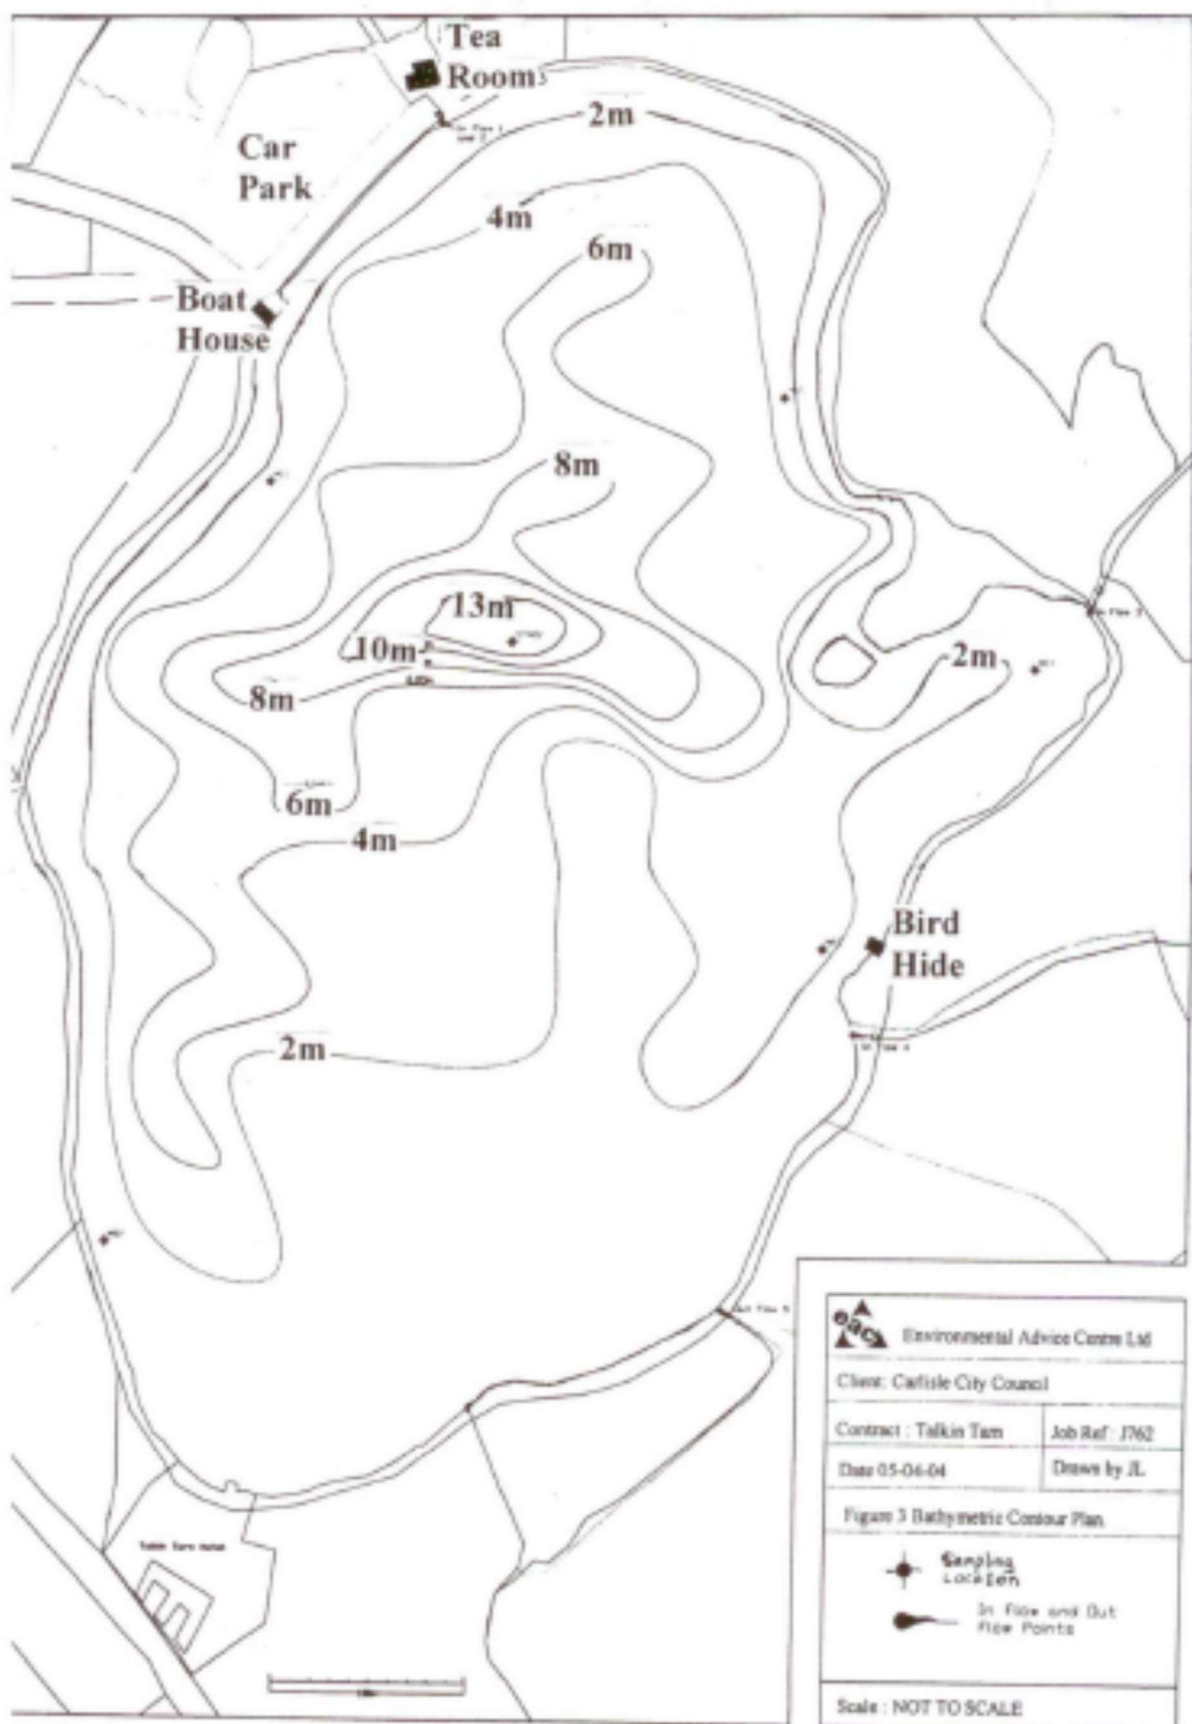 Tea
Room
2m
Car
Park
4m
6m
Boat
House
8m
13m
10m
2m
8m
6m
4m
Bird
Hide
2m
eac
Environmental Advice Centre Ltd
Client: Carlisle City Council
Contract : Talkin Tarn
Job Ref: J762
Date 05-04-04
Drawn by JL
Figure 3 Bathymetric Contour Plan.
Sampling
Location
In flow and Out
Flow Points
Scale : NOT TO SCALE